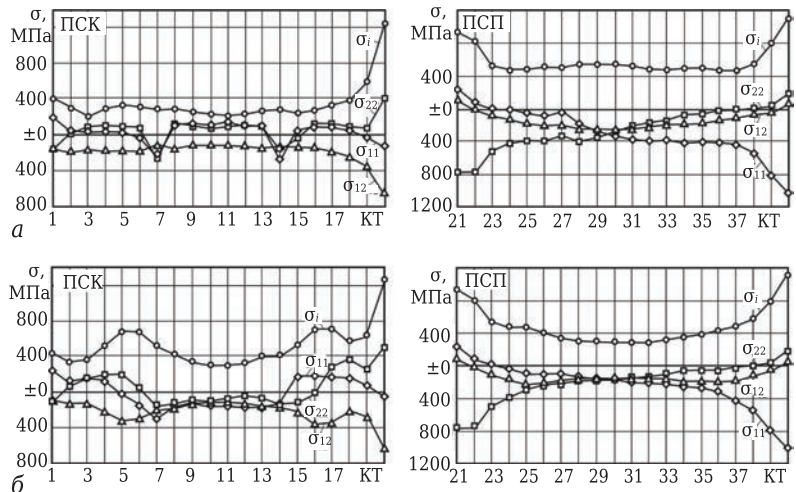 σ,
МПа
ПСК
800
400
±0
400
800
σi
σ22
σ11
σ12
1 3 5 7 9 11 13 15 17 КТ
а
σ,
МПа
ПСП
400
±0
400
800
1200
σi
σ22
σ12
σ11
21 23 25 27 29 31 33 35 37 КТ
σ,
МПа
ПСК
800
400
±0
400
800
σi
σ11
σ22
σ12
1 3 5 7 9 11 13 15 17 КТ
б
σ,
МПа
ПСП
400
±0
400
800
1200
σi
σ22
σ12
σ11
21 23 25 27 29 31 33 35 37 КТ